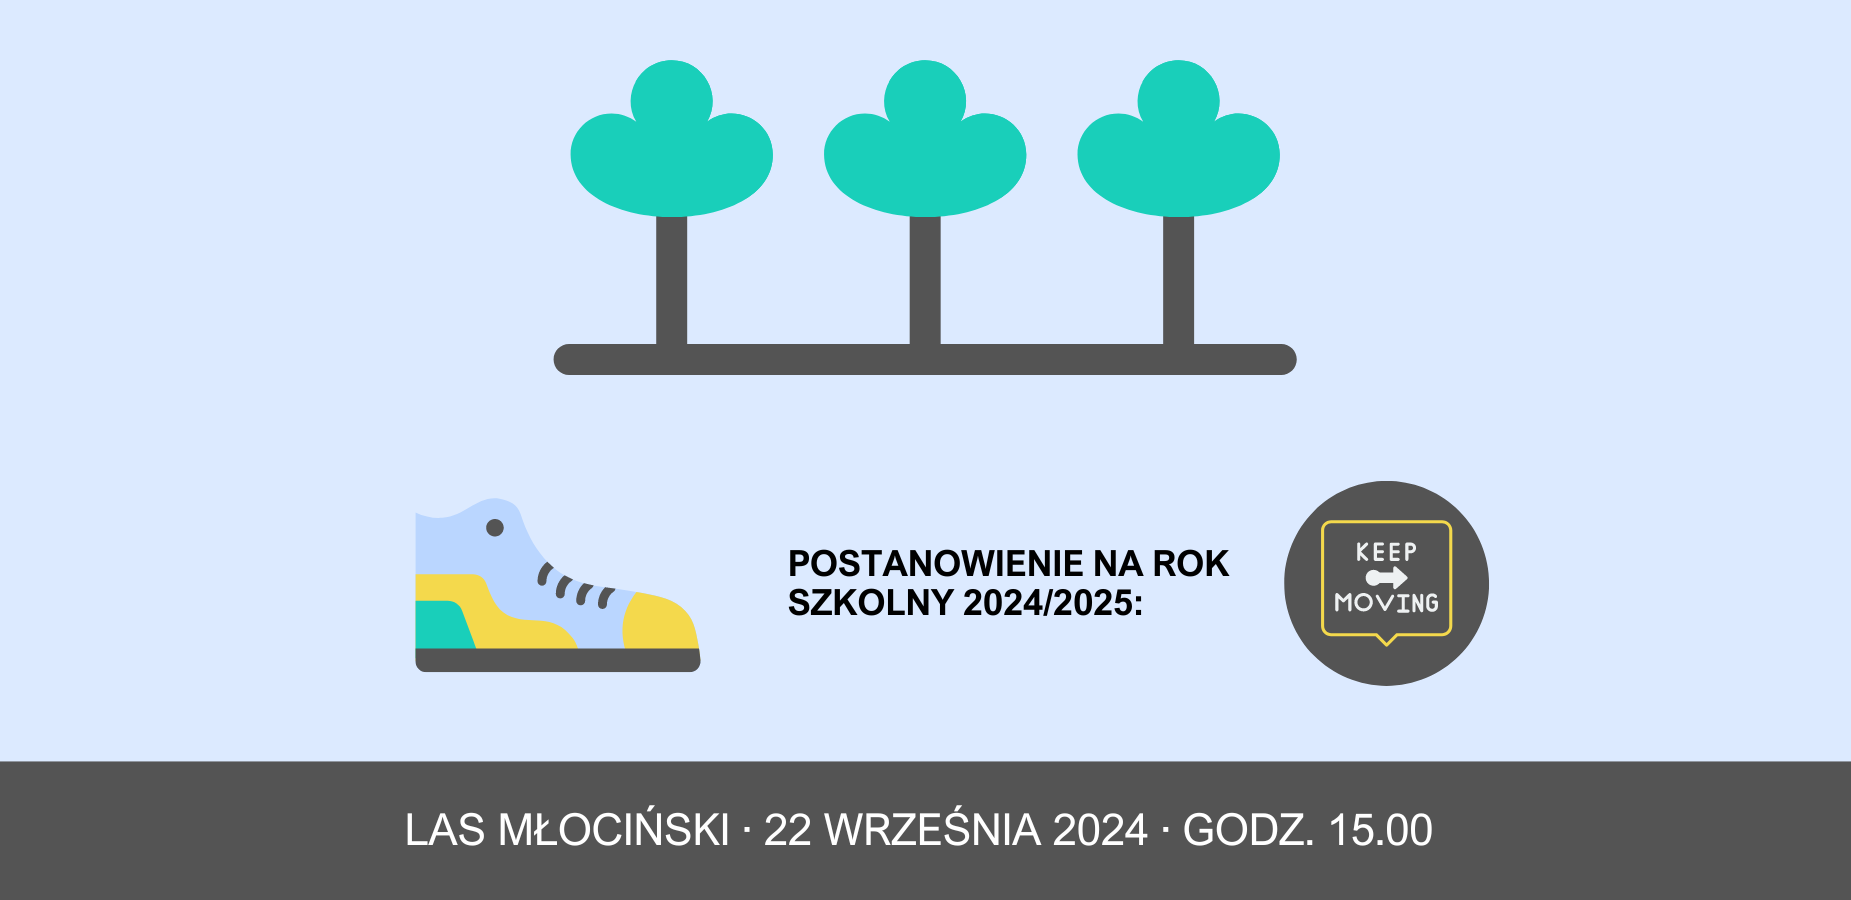 POSTANOWIENIE NA ROK
SZKOLNY 2024/2025:
KEEP
MOVING
LAS MŁOCIŃSKI · 22 WRZEŚNIA 2024 · GODZ. 15.00